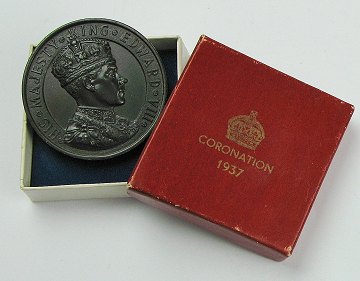 HIS · MAJESTY · KING · EDWARD · VIII
CORONATION
1937